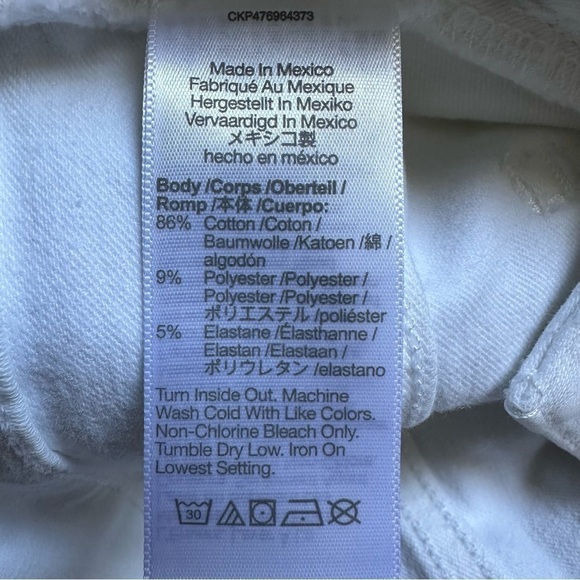 CKP476964373
Made In Mexico
Fabriqué Au Mexique
Hergestellt In Mexiko
Vervaardigd In Mexico
メキシコ製
hecho en méxico
Body /Corps /Oberteil /
Romp /本体 /Cuerpo:
86% Cotton /Coton /
Baumwolle /Katoen /綿 /
algodón
9% Polyester /Polyester /
Polyester /Polyester /
ポリエステル /poliéster
5% Elastane /Élasthanne /
Elastan /Elastaan /
ポリウレタン /elastano
Turn Inside Out. Machine
Wash Cold With Like Colors.
Non-Chlorine Bleach Only.
Tumble Dry Low. Iron On
Lowest Setting.
30